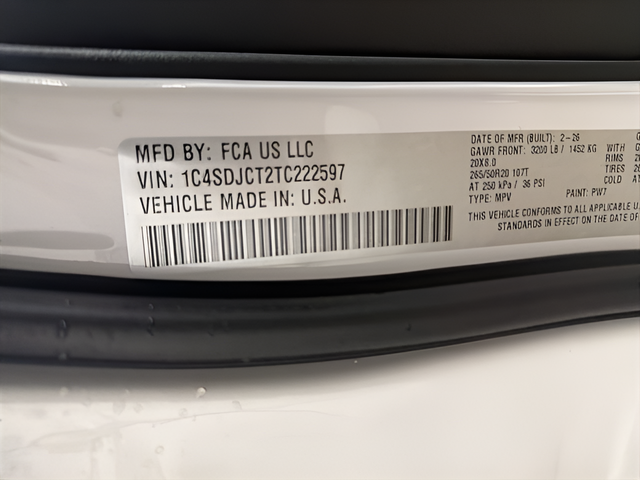 MFD BY: FCA US LLC
VIN: 1C4SDJCT2TC222597
VEHICLE MADE IN: U.S.A.
DATE OF MFR (BUILT): 2-26
GAWR FRONT: 3200 LB / 1452 KG WITH
20X8.0 RIMS
265/50R20 107T TIRES
AT 250 kPa / 36 PSI COLD
TYPE: MPV PAINT: PW7
THIS VEHICLE CONFORMS TO ALL APPLICABLE
STANDARDS IN EFFECT ON THE DATE OF